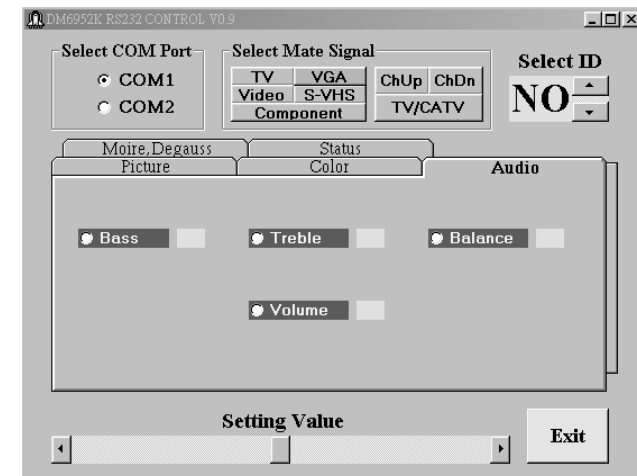 DM6952K RS232 CONTROL V0.9
Select COM Port
COM1
COM2
Select Mate Signal
TV VGA
Video S-VHS
Component
ChUp ChDn
TV/CATV
Select ID
NO
Moire,Degauss Status
Picture Color Audio
Bass Treble Balance
Volume
Setting Value
Exit